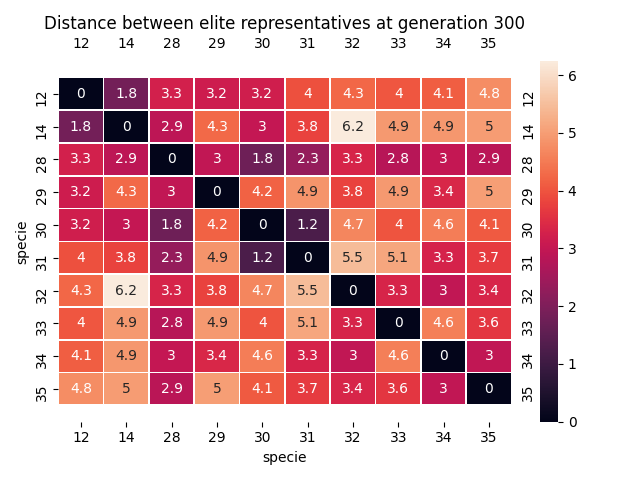 Distance between elite representatives at generation 300
12 14 28 29 30 31 32 33 34 35
12 0 1.8 3.3 3.2 3.2 4 4.3 4 4.1 4.8 12
14 1.8 0 2.9 4.3 3 3.8 6.2 4.9 4.9 5 14
28 3.3 2.9 0 3 1.8 2.3 3.3 2.8 3 2.9 28
29 3.2 4.3 3 0 4.2 4.9 3.8 4.9 3.4 5 29
30 3.2 3 1.8 4.2 0 1.2 4.7 4 4.6 4.1 30
31 4 3.8 2.3 4.9 1.2 0 5.5 5.1 3.3 3.7 31
32 4.3 6.2 3.3 3.8 4.7 5.5 0 3.3 3 3.4 32
33 4 4.9 2.8 4.9 4 5.1 3.3 0 4.6 3.6 33
34 4.1 4.9 3 3.4 4.6 3.3 3 4.6 0 3 34
35 4.8 5 2.9 5 4.1 3.7 3.4 3.6 3 0 35
12 14 28 29 30 31 32 33 34 35
specie
specie
6
5
4
3
2
1
0